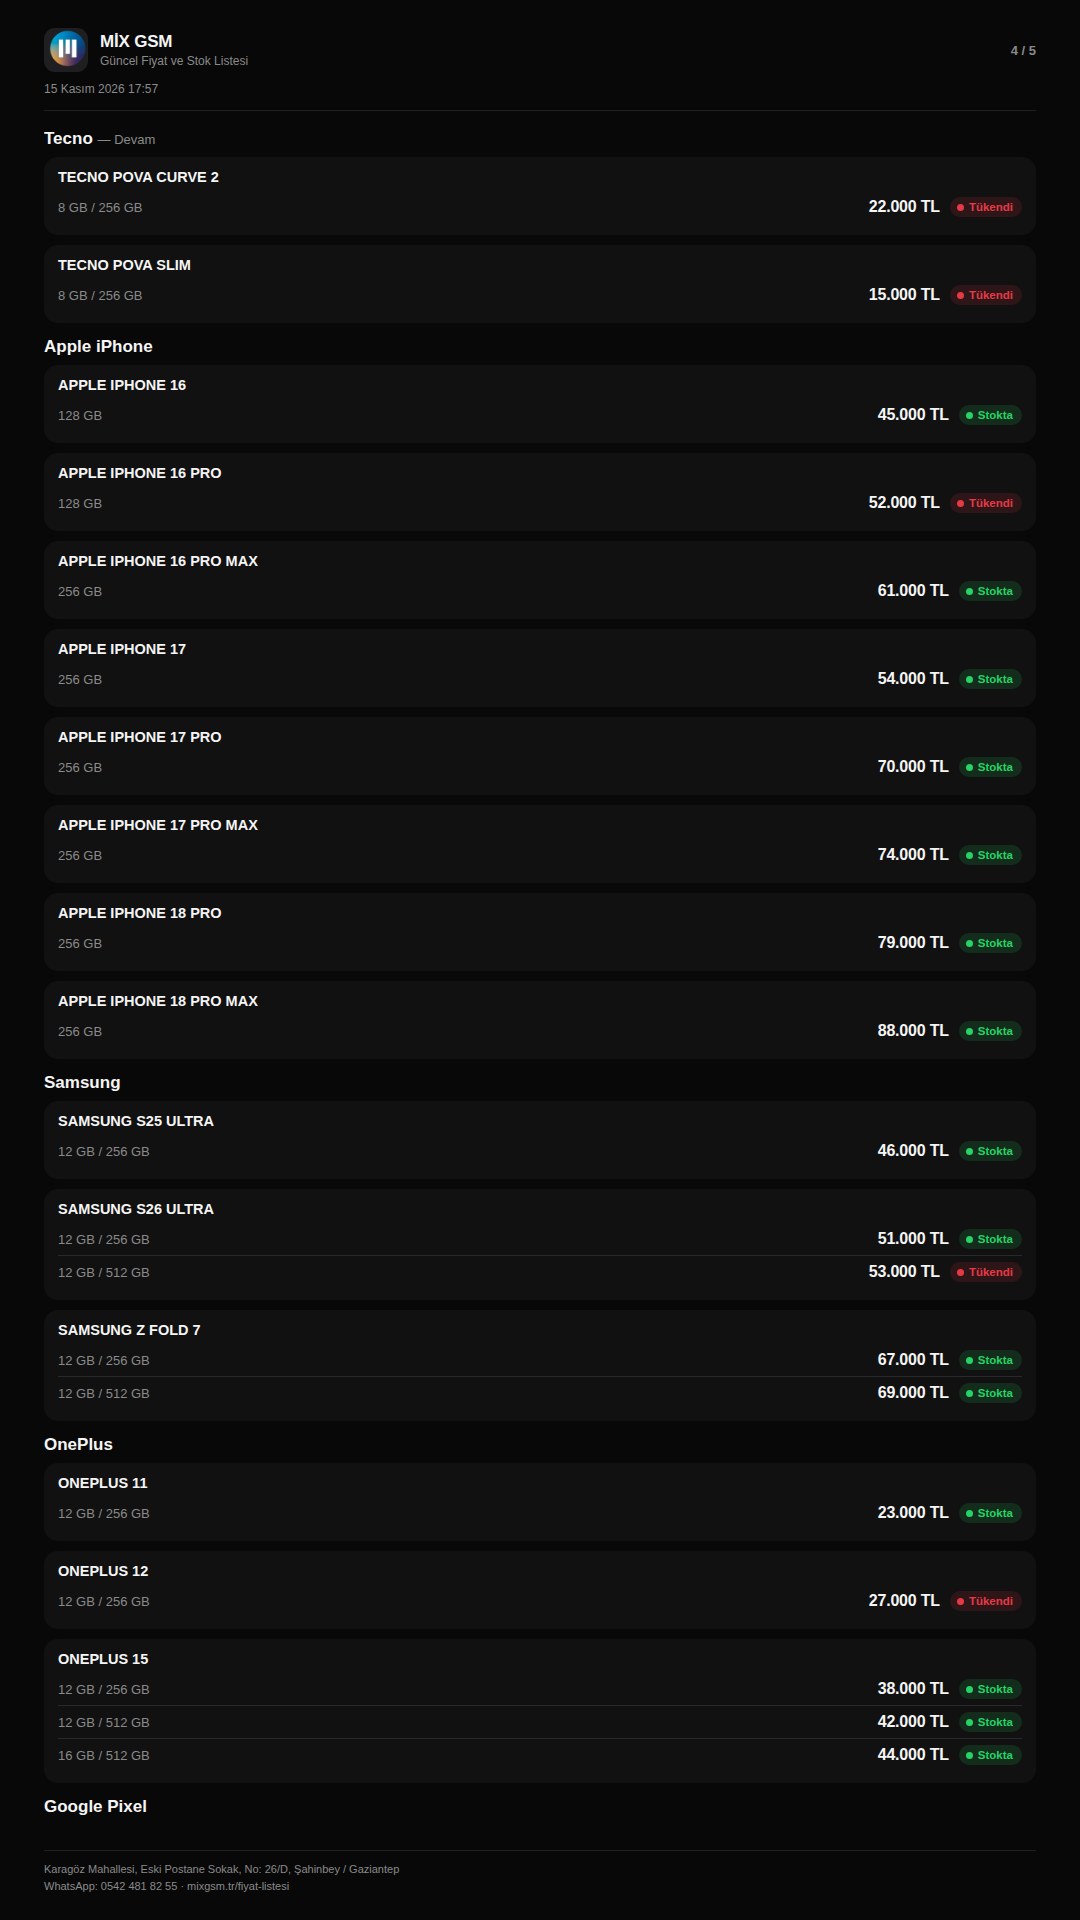 MİX GSM
Güncel Fiyat ve Stok Listesi
4 / 5
15 Kasım 2026 17:57
Tecno — Devam
TECNO POVA CURVE 2
8 GB / 256 GB 22.000 TL Tükendi
TECNO POVA SLIM
8 GB / 256 GB 15.000 TL Tükendi
Apple iPhone
APPLE IPHONE 16
128 GB 45.000 TL Stokta
APPLE IPHONE 16 PRO
128 GB 52.000 TL Tükendi
APPLE IPHONE 16 PRO MAX
256 GB 61.000 TL Stokta
APPLE IPHONE 17
256 GB 54.000 TL Stokta
APPLE IPHONE 17 PRO
256 GB 70.000 TL Stokta
APPLE IPHONE 17 PRO MAX
256 GB 74.000 TL Stokta
APPLE IPHONE 18 PRO
256 GB 79.000 TL Stokta
APPLE IPHONE 18 PRO MAX
256 GB 88.000 TL Stokta
Samsung
SAMSUNG S25 ULTRA
12 GB / 256 GB 46.000 TL Stokta
SAMSUNG S26 ULTRA
12 GB / 256 GB 51.000 TL Stokta
12 GB / 512 GB 53.000 TL Tükendi
SAMSUNG Z FOLD 7
12 GB / 256 GB 67.000 TL Stokta
12 GB / 512 GB 69.000 TL Stokta
OnePlus
ONEPLUS 11
12 GB / 256 GB 23.000 TL Stokta
ONEPLUS 12
12 GB / 256 GB 27.000 TL Tükendi
ONEPLUS 15
12 GB / 256 GB 38.000 TL Stokta
12 GB / 512 GB 42.000 TL Stokta
16 GB / 512 GB 44.000 TL Stokta
Google Pixel
Karagöz Mahallesi, Eski Postane Sokak, No: 26/D, Şahinbey / Gaziantep
WhatsApp: 0542 481 82 55 · mixgsm.tr/fiyat-listesi